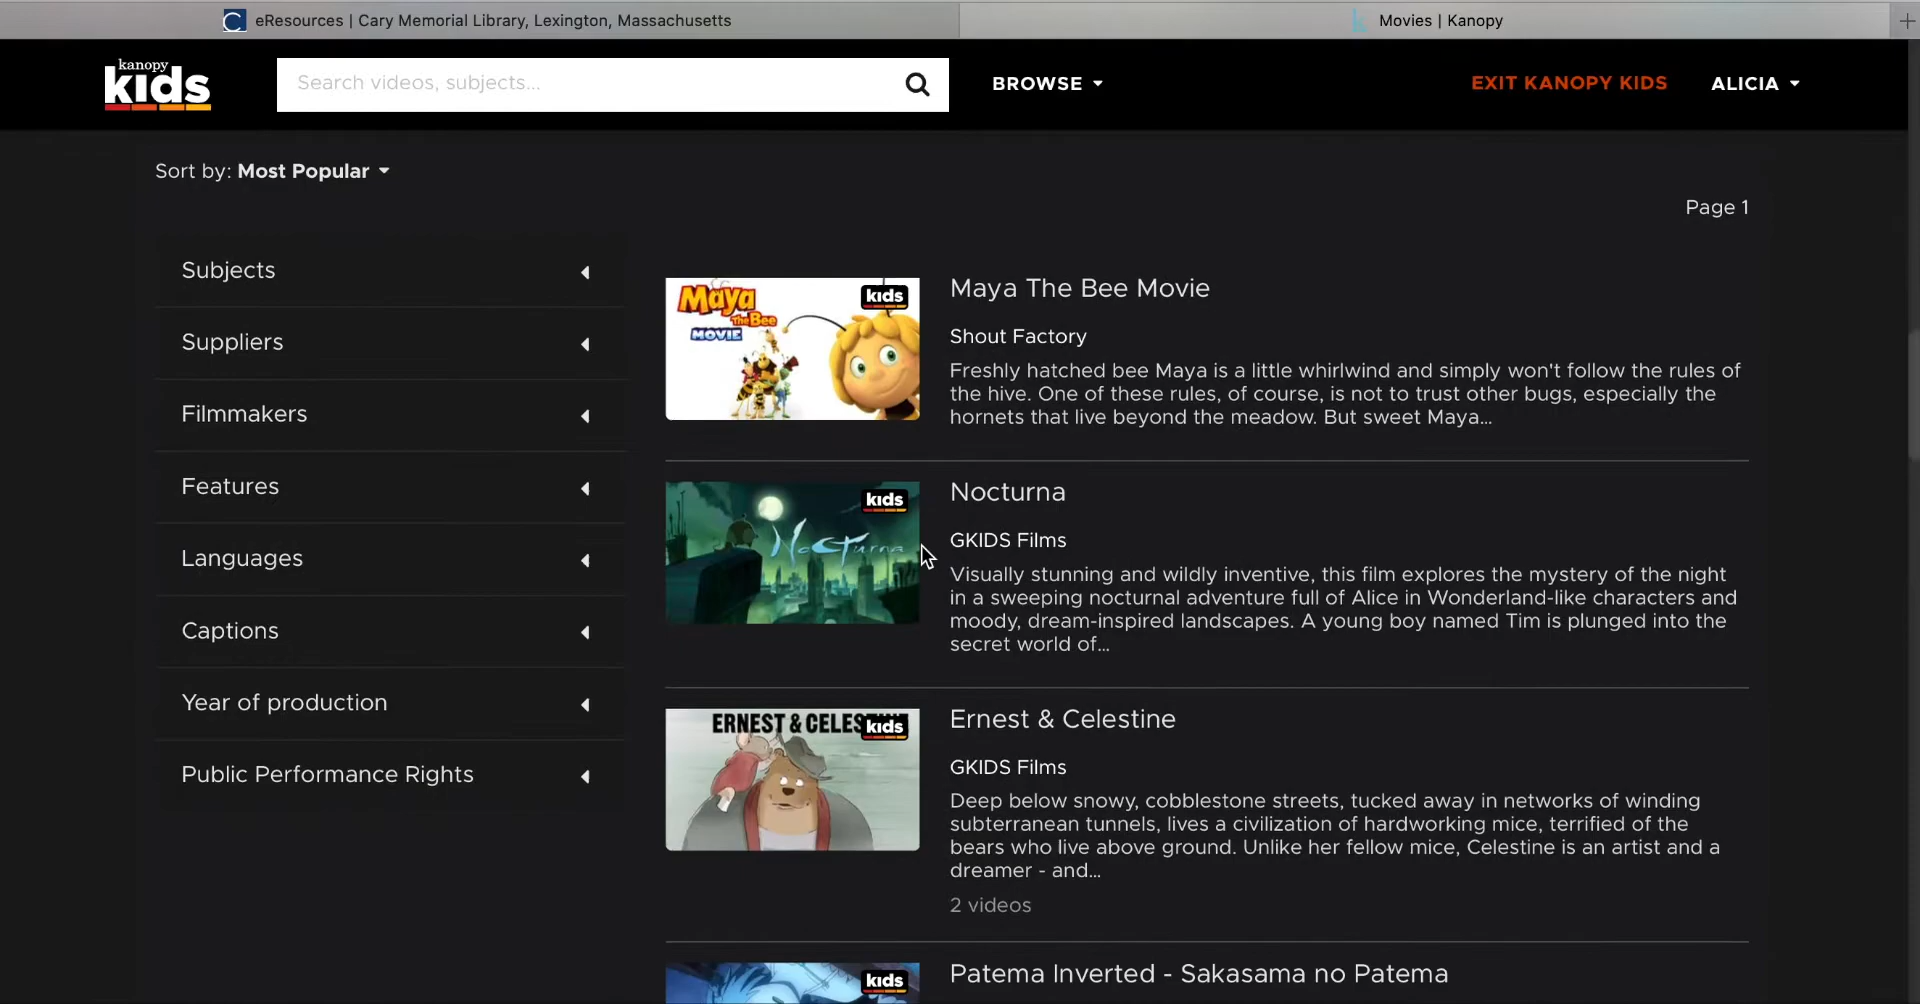 eResources | Cary Memorial Library, Lexington, Massachusetts
Movies | Kanopy
kanopy
kids
Search videos, subjects...
BROWSE
EXIT KANOPY KIDS
ALICIA
Sort by: Most Popular
Page 1
Subjects
Suppliers
Filmmakers
Features
Languages
Captions
Year of production
Public Performance Rights
Maya
The Bee
MOVIE
kids
Maya The Bee Movie
Shout Factory
Freshly hatched bee Maya is a little whirlwind and simply won't follow the rules of
the hive. One of these rules, of course, is not to trust other bugs, especially the
hornets that live beyond the meadow. But sweet Maya...
kids
Nocturna
Nocturna
GKIDS Films
Visually stunning and wildly inventive, this film explores the mystery of the night
in a sweeping nocturnal adventure full of Alice in Wonderland-like characters and
moody, dream-inspired landscapes. A young boy named Tim is plunged into the
secret world of...
ERNEST & CELES
kids
Ernest & Celestine
GKIDS Films
Deep below snowy, cobblestone streets, tucked away in networks of winding
subterranean tunnels, lives a civilization of hardworking mice, terrified of the
bears who live above ground. Unlike her fellow mice, Celestine is an artist and a
dreamer - and...
2 videos
kids
Patema Inverted - Sakasama no Patema